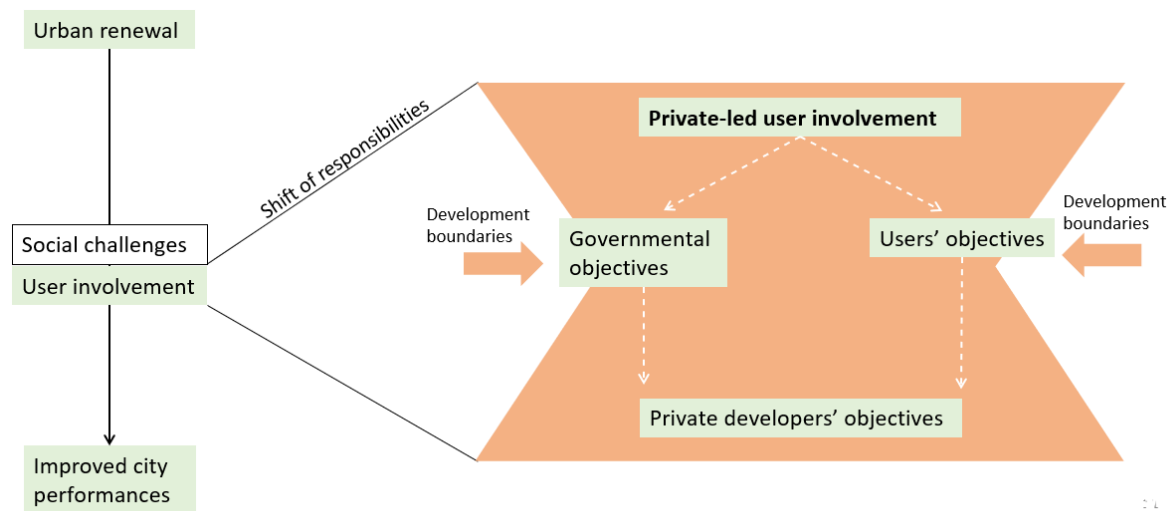 Urban renewal
Social challenges
User involvement
Improved city
performances
Shift of responsibilities
Private-led user involvement
Development
boundaries
Governmental
objectives
Users’ objectives
Development
boundaries
Private developers’ objectives